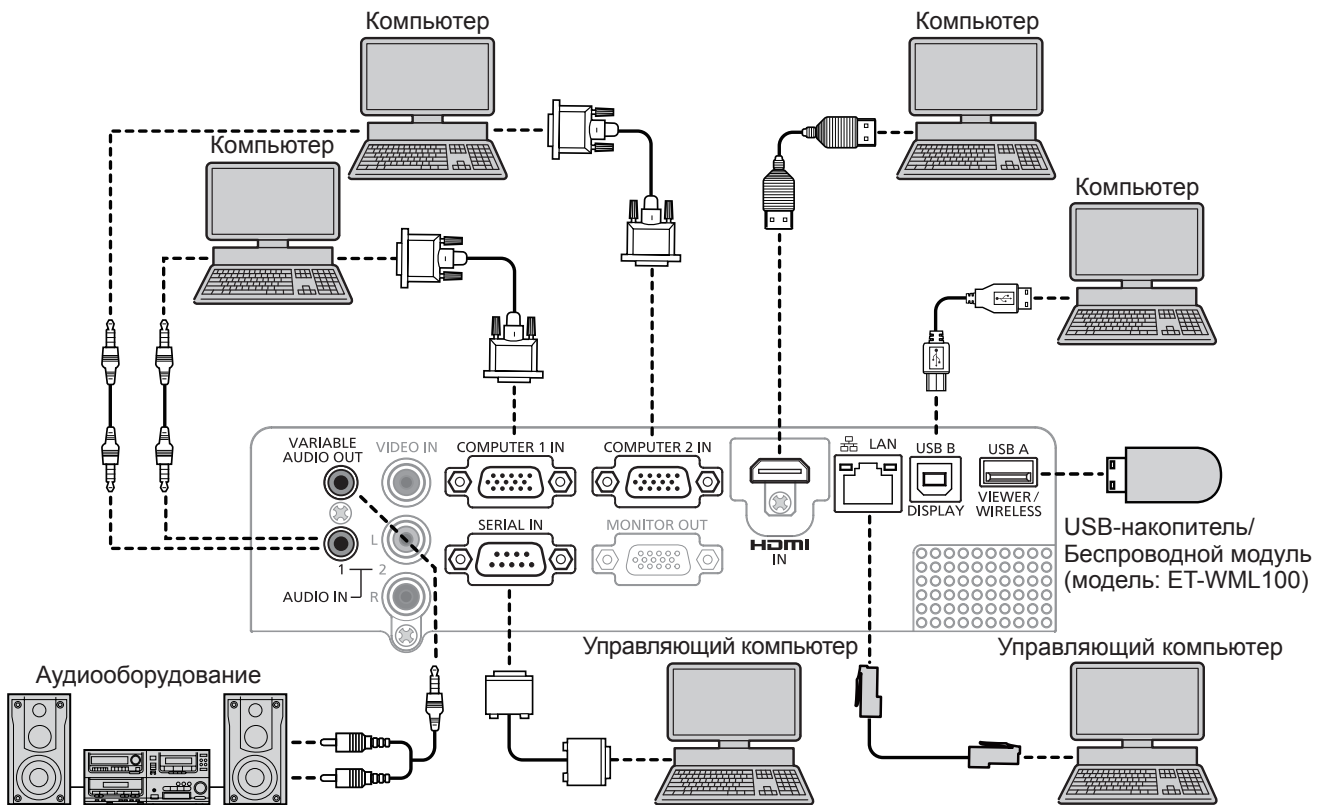 Компьютер
Компьютер
Компьютер
Компьютер
VARIABLE
AUDIO OUT
VIDEO IN
COMPUTER 1 IN
COMPUTER 2 IN
LAN
USB B
USB A
DISPLAY
VIEWER /
WIRELESS
SERIAL IN
MONITOR OUT
HDMI
IN
L
1
2
AUDIO IN
R
USB-накопитель/
Беспроводной модуль
(модель: ET-WML100)
Управляющий компьютер
Управляющий компьютер
Аудиооборудование